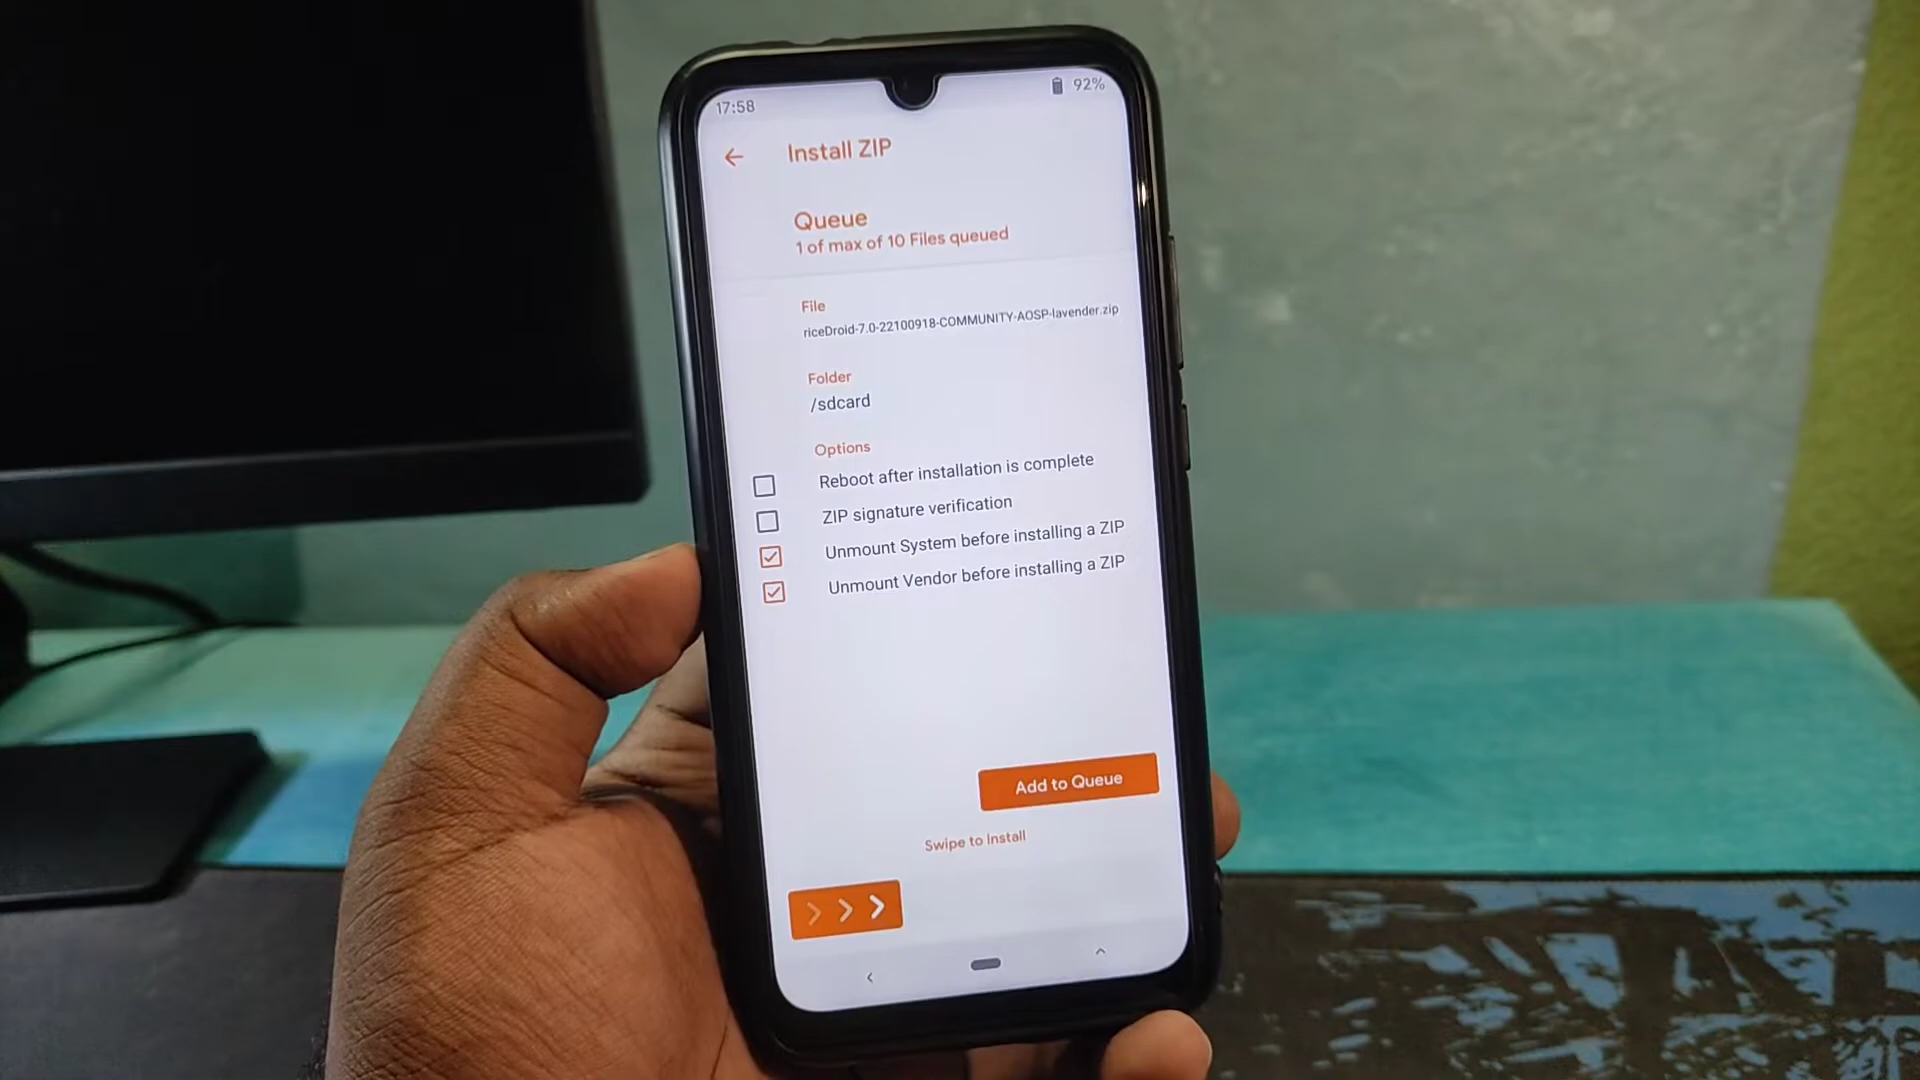 17:58
92%
Install ZIP
Queue
1 of max of 10 Files queued
File
riceDroid-7.0-22100918-COMMUNITY-AOSP-lavender.zip
Folder
/sdcard
Options
Reboot after installation is complete
ZIP signature verification
Unmount System before installing a ZIP
Unmount Vendor before installing a ZIP
Add to Queue
Swipe to Install